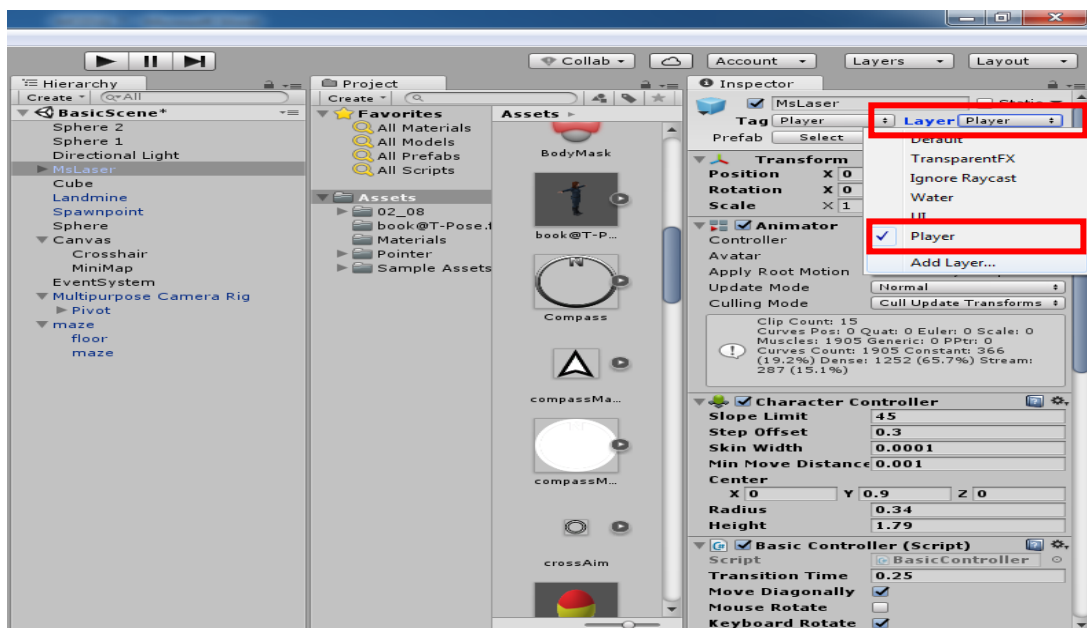 Collab
Account
Layers
Layout
Hierarchy
Create
All
BasicScene*
Sphere 2
Sphere 1
Directional Light
MsLaser
Cube
Landmine
Spawnpoint
Sphere
Canvas
Crosshair
MiniMap
EventSystem
Multipurpose Camera Rig
Pivot
maze
floor
maze
Project
Create
Favorites
All Materials
All Models
All Prefabs
All Scripts
Assets
02_08
book@T-Pose.f
Materials
Pointer
Sample Assets
Assets
BodyMask
book@T-P...
Compass
compassMa...
compassM...
crossAim
Inspector
MsLaser Static
Tag Player Layer Player
Prefab Select
Default
TransparentFX
Ignore Raycast
Water
UI
Player
Add Layer...
Transform
Position X 0
Rotation X 0
Scale X 1
Animator
Controller
Avatar
Apply Root Motion
Update Mode Normal
Culling Mode Cull Update Transforms
Clip Count: 15
Curves Pos: 0 Quat: 0 Euler: 0 Scale: 0
Muscles: 1905 Generic: 0 PPtr: 0
Curves Count: 1905 Constant: 366
(19.2%) Dense: 1252 (65.7%) Stream:
287 (15.1%)
Character Controller
Slope Limit 45
Step Offset 0.3
Skin Width 0.0001
Min Move Distance 0.001
Center
X 0 Y 0.9 Z 0
Radius 0.34
Height 1.79
Basic Controller (Script)
Script BasicController
Transition Time 0.25
Move Diagonally
Mouse Rotate
Keyboard Rotate